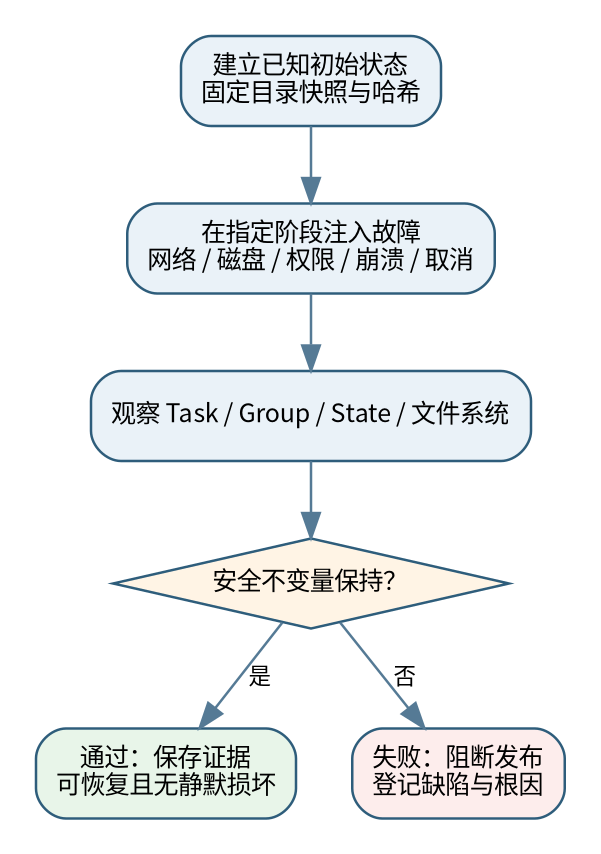 建立已知初始状态
固定目录快照与哈希
在指定阶段注入故障
网络 / 磁盘 / 权限 / 崩溃 / 取消
观察 Task / Group / State / 文件系统
安全不变量保持？
是
否
通过：保存证据
可恢复且无静默损坏
失败：阻断发布
登记缺陷与根因